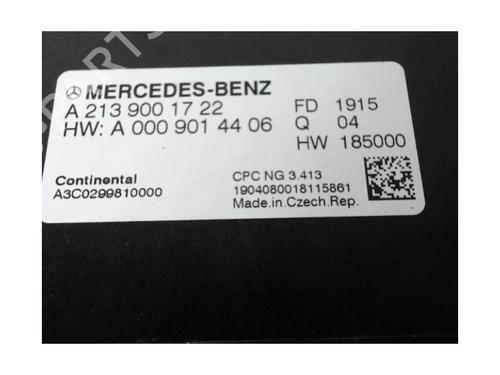 MERCEDES-BENZ
A 213 900 17 22 FD 1915
HW: A 000 901 44 06 Q 04
HW 185000
Continental CPC NG 3.413
A3C0299810000 1904080018115861
Made.in.Czech.Rep.